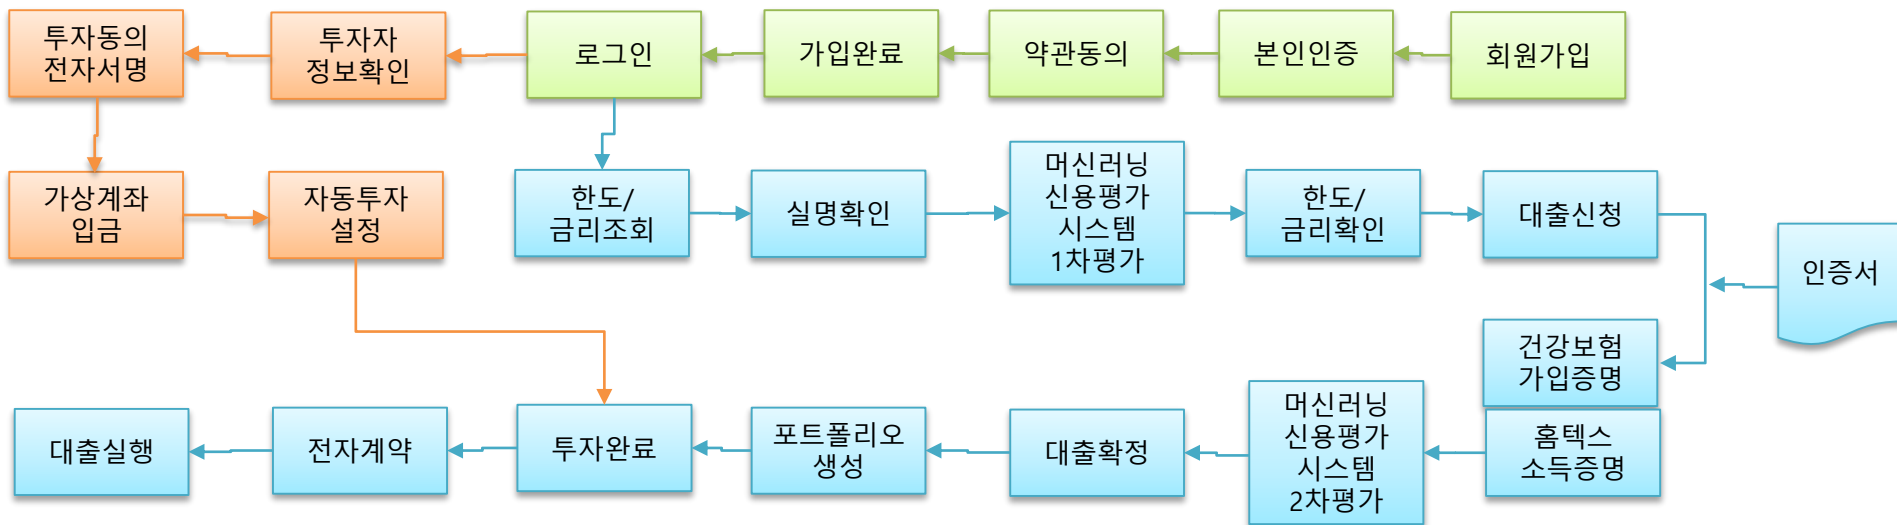 투자동의
전자서명
투자자
정보확인
로그인
가입완료
약관동의
본인인증
회원가입
가상계좌
입금
자동투자
설정
한도/
금리조회
실명확인
머신러닝
신용평가
시스템
1차평가
한도/
금리확인
대출신청
인증서
건강보험
가입증명
대출실행
전자계약
투자완료
포트폴리오
생성
대출확정
머신러닝
신용평가
시스템
2차평가
홈텍스
소득증명